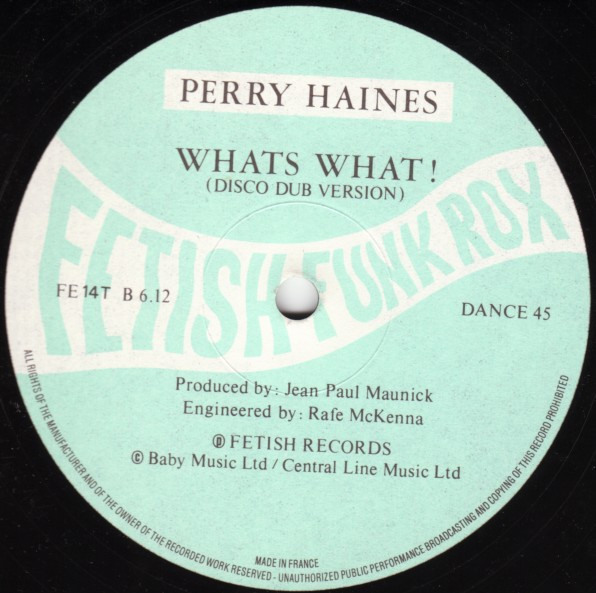 PERRY HAINES
WHATS WHAT!
(DISCO DUB VERSION)
FETISH FUNK ROX
FE14T B 6.12
DANCE 45
Produced by: Jean Paul Maunick
Engineered by: Rafe McKenna
Ⓟ FETISH RECORDS
© Baby Music Ltd / Central Line Music Ltd
MADE IN FRANCE
ALL RIGHTS OF THE MANUFACTURER AND OF THE OWNER OF THE RECORDED WORK RESERVED - UNAUTHORIZED PUBLIC PERFORMANCE BROADCASTING AND COPYING OF THIS RECORD PROHIBITED